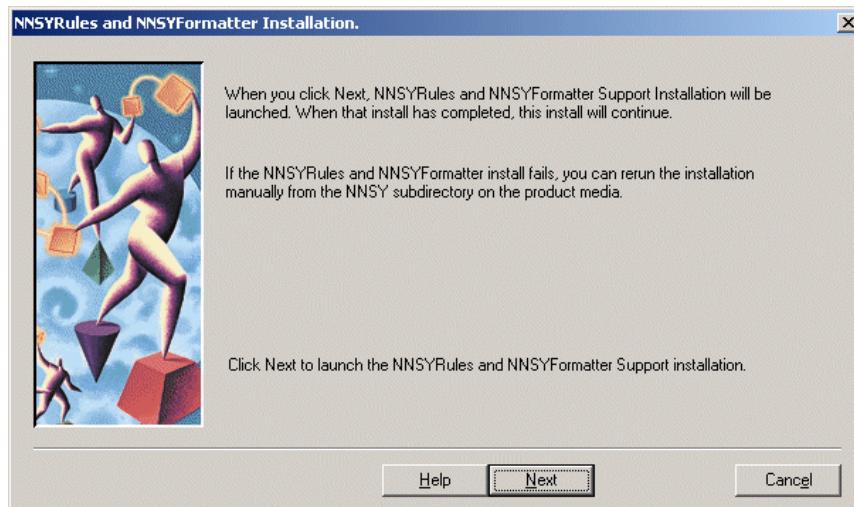 NNSYRules and NNSYFormatter Installation.
When you click Next, NNSYRules and NNSYFormatter Support Installation will be
launched. When that install has completed, this install will continue.
If the NNSYRules and NNSYFormatter install fails, you can rerun the installation
manually from the NNSY subdirectory on the product media.
Click Next to launch the NNSYRules and NNSYFormatter Support installation.
Help Next Cancel